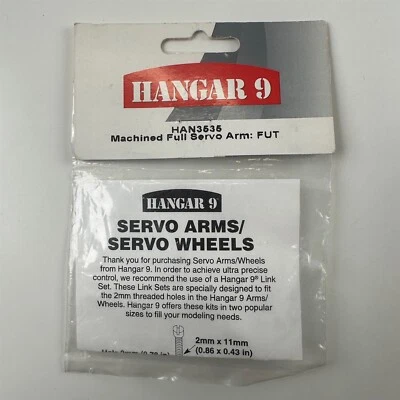 HANGAR 9
HAN3535
Machined Full Servo Arm: FUT
HANGAR 9
SERVO ARMS/
SERVO WHEELS
Thank you for purchasing Servo Arms/Wheels
from Hangar 9. In order to achieve ultra precise
control, we recommend the use of a Hangar 9® Link
Set. These Link Sets are specially designed to fit
the 2mm threaded holes in the Hangar 9 Arms/
Wheels. Hangar 9 offers these kits in two popular
sizes to fill your modeling needs.
2mm x 11mm
(0.86 x 0.43 in)